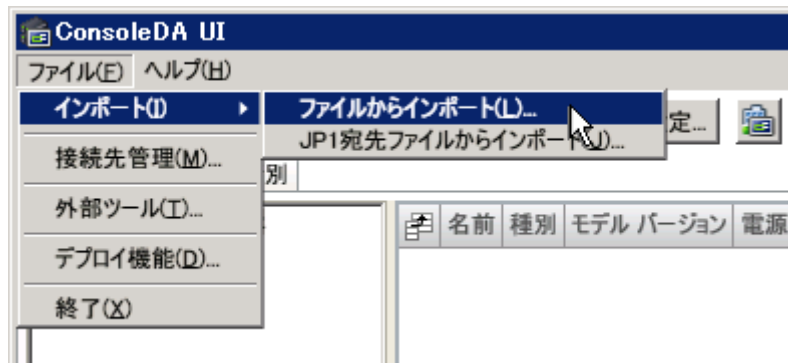 ConsoleDA UI
ファイル(F) ヘルプ(H)
インポート(I)
ファイルからインポート(L)...
JP1宛先ファイルからインポート(J)...
定...
接続先管理(M)...
別
外部ツール(T)...
名前 種別 モデル バージョン 電源
デプロイ機能(D)...
終了(X)